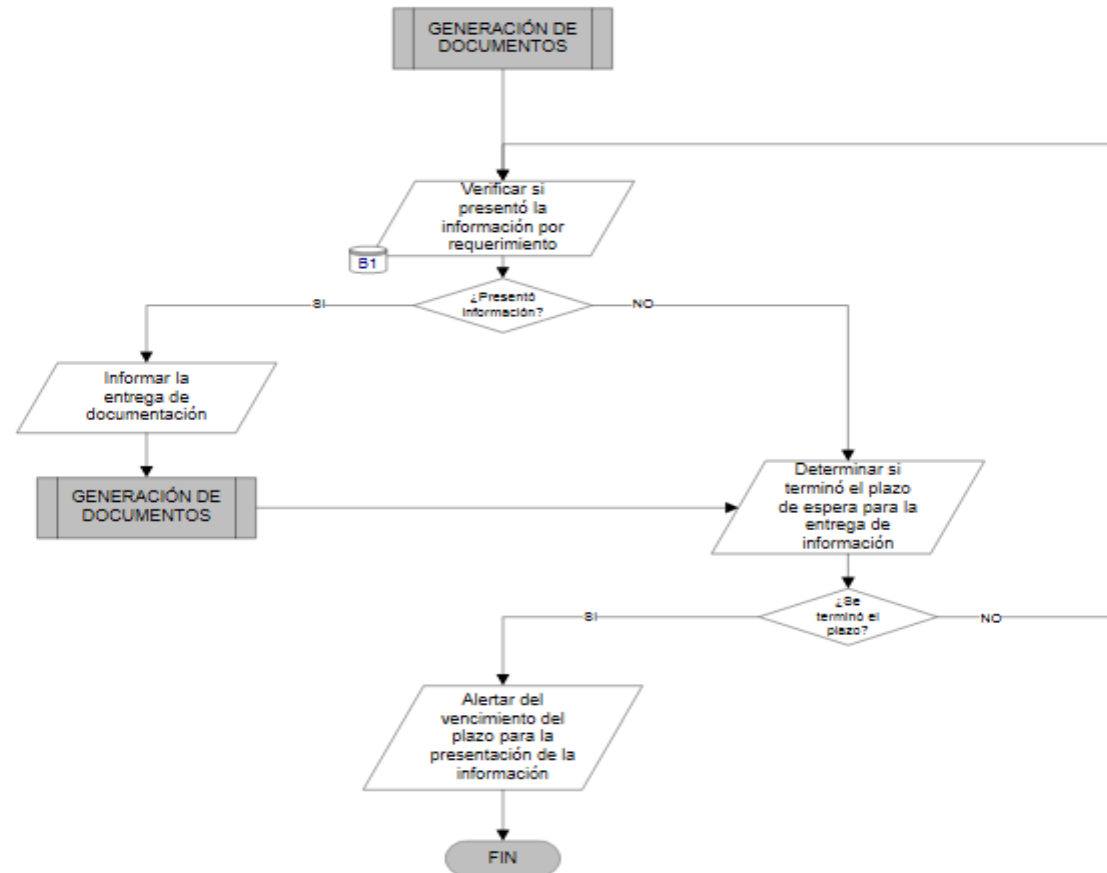 GENERACIÓN DE
DOCUMENTOS
Verificar si
presentó la
información por
requerimiento
B1
¿Presentó
información?
SI
NO
Informar la
entrega de
documentación
GENERACIÓN DE
DOCUMENTOS
Determinar si
terminó el plazo
de espera para la
entrega de
información
¿Se
terminó el
plazo?
SI
NO
Alertar del
vencimiento del
plazo para la
presentación de la
información
FIN